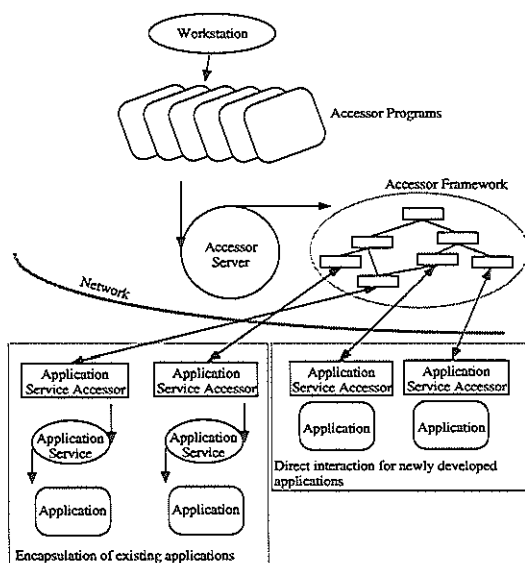 Workstation
Accessor Programs
Accessor Framework
Accessor
Server
Network
Application
Service Accessor
Application
Service Accessor
Application
Service Accessor
Application
Service Accessor
Application
Service
Application
Service
Application
Application
Direct interaction for newly developed
applications
Application
Application
Encapsulation of existing applications